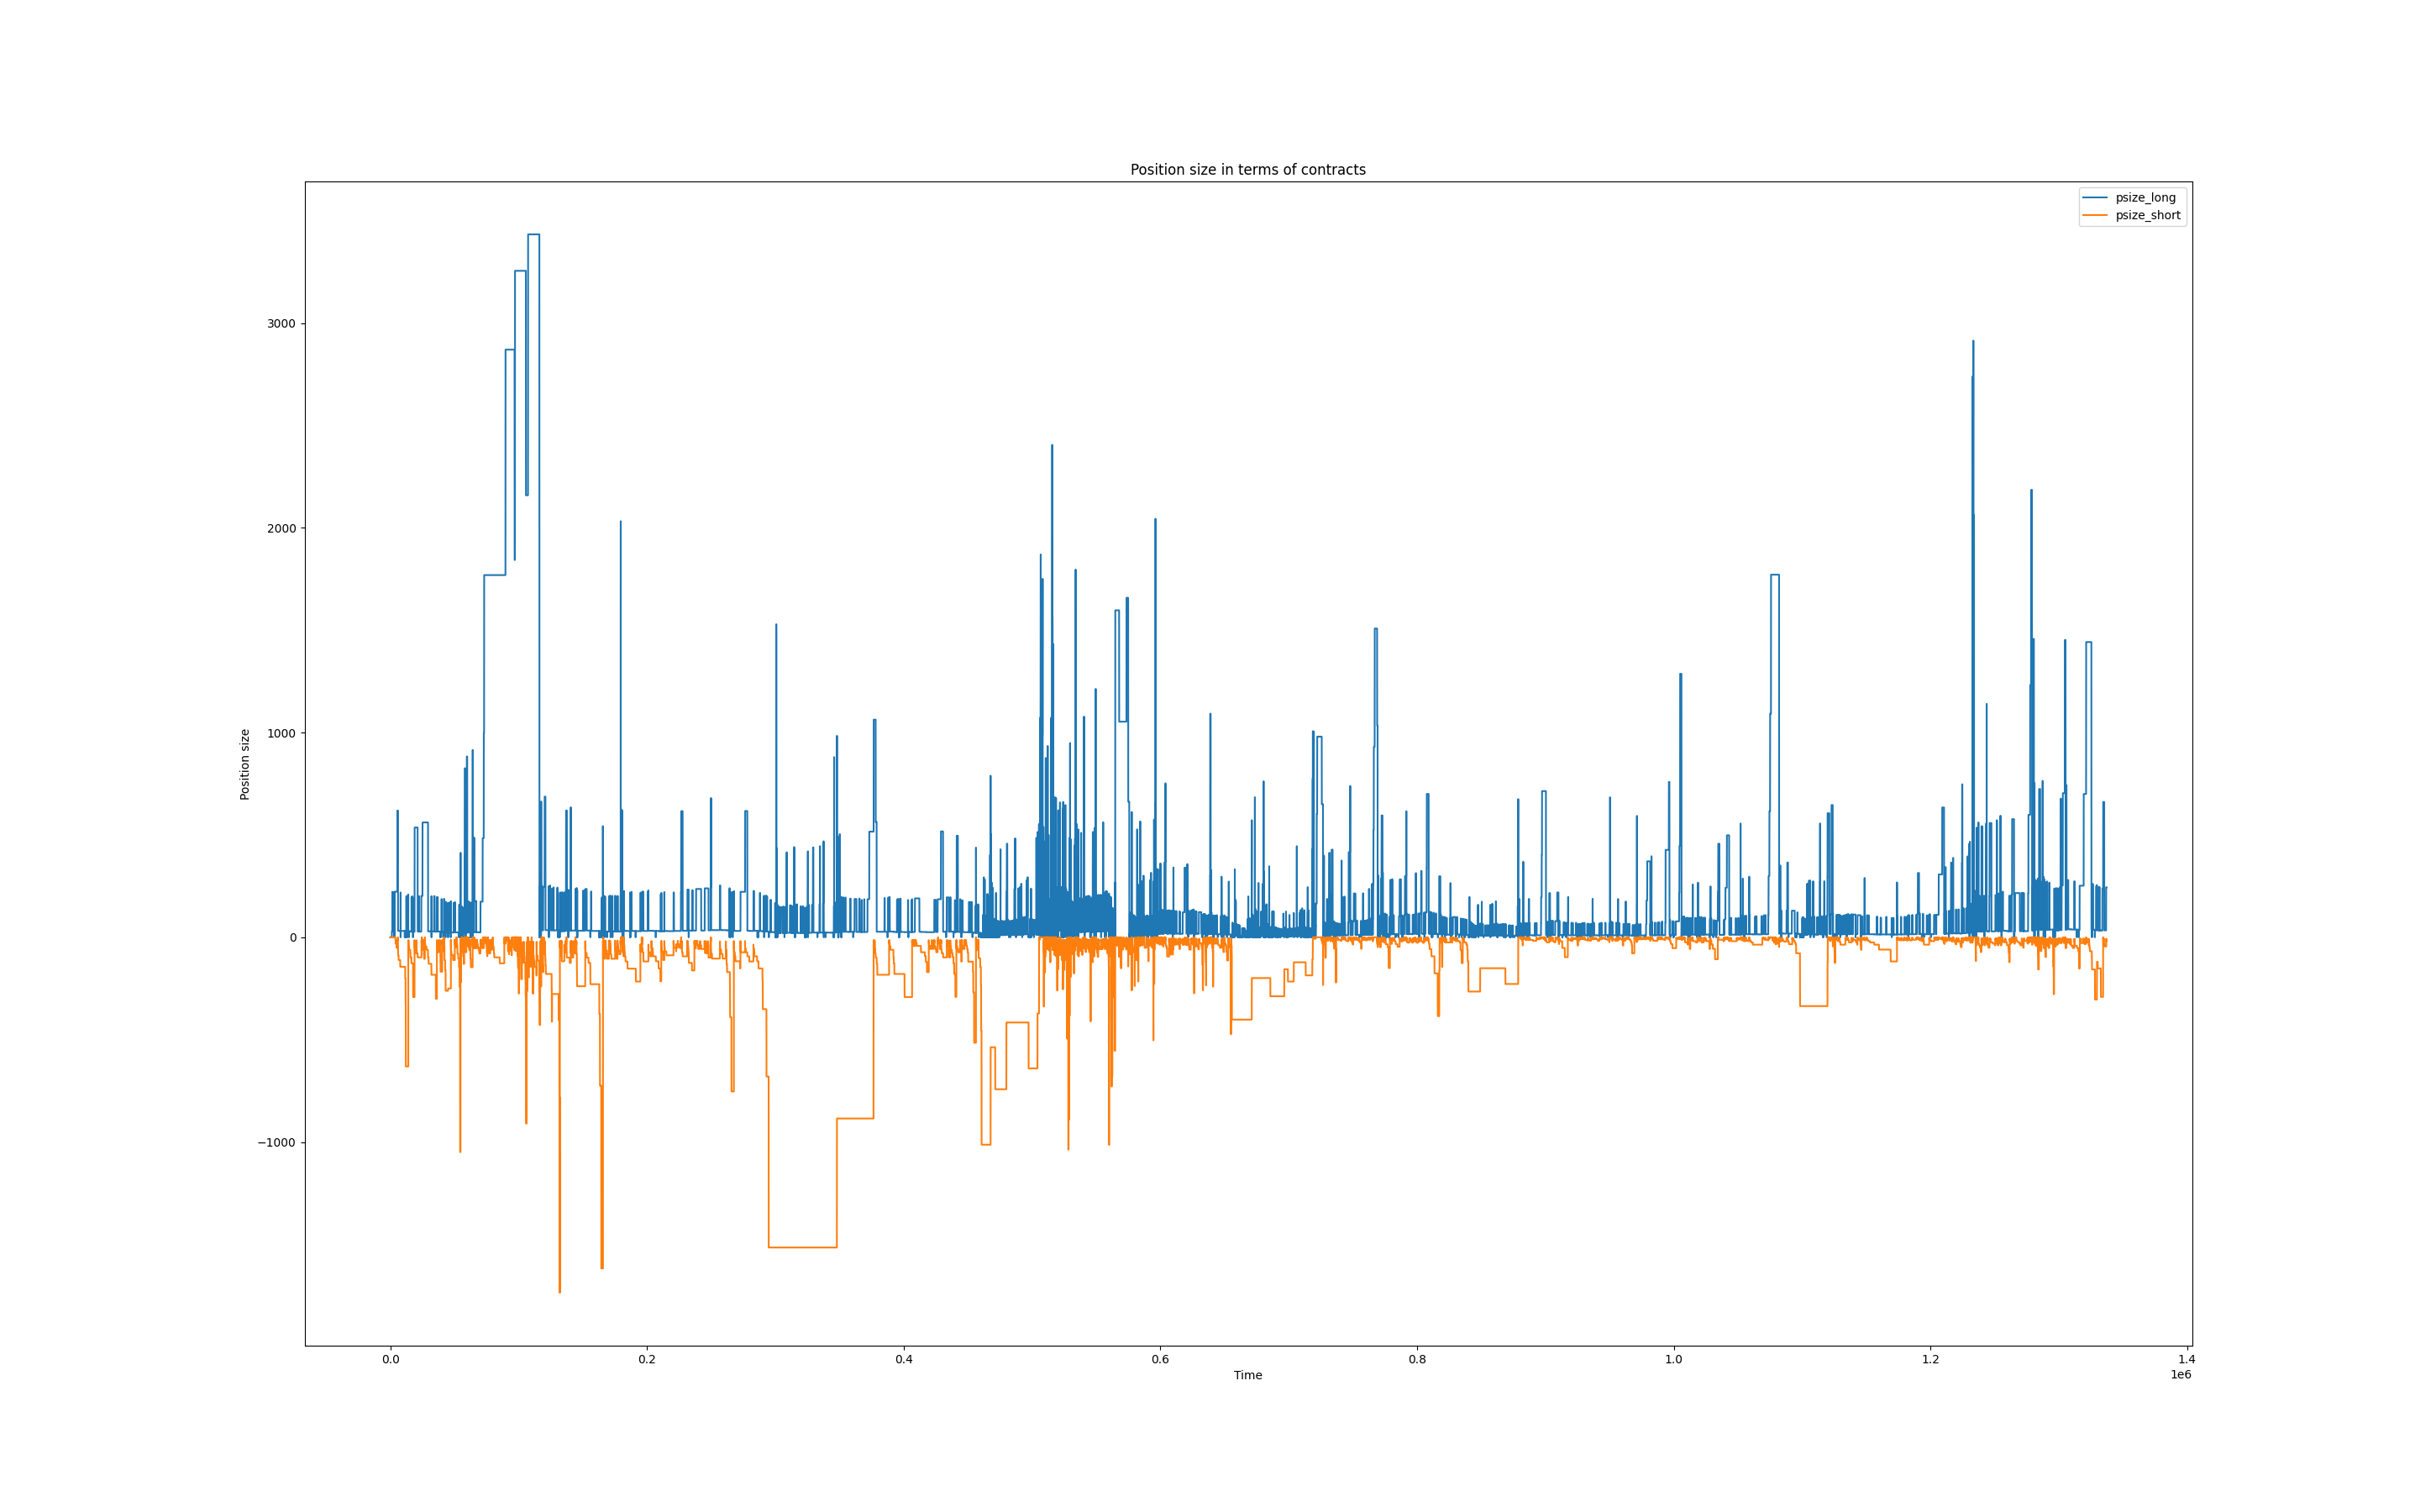 Position size in terms of contracts
psize_long
psize_short
Position size
3000
2000
1000
0
−1000
0.0 0.2 0.4 0.6 0.8 1.0 1.2 1.4
Time
1e6